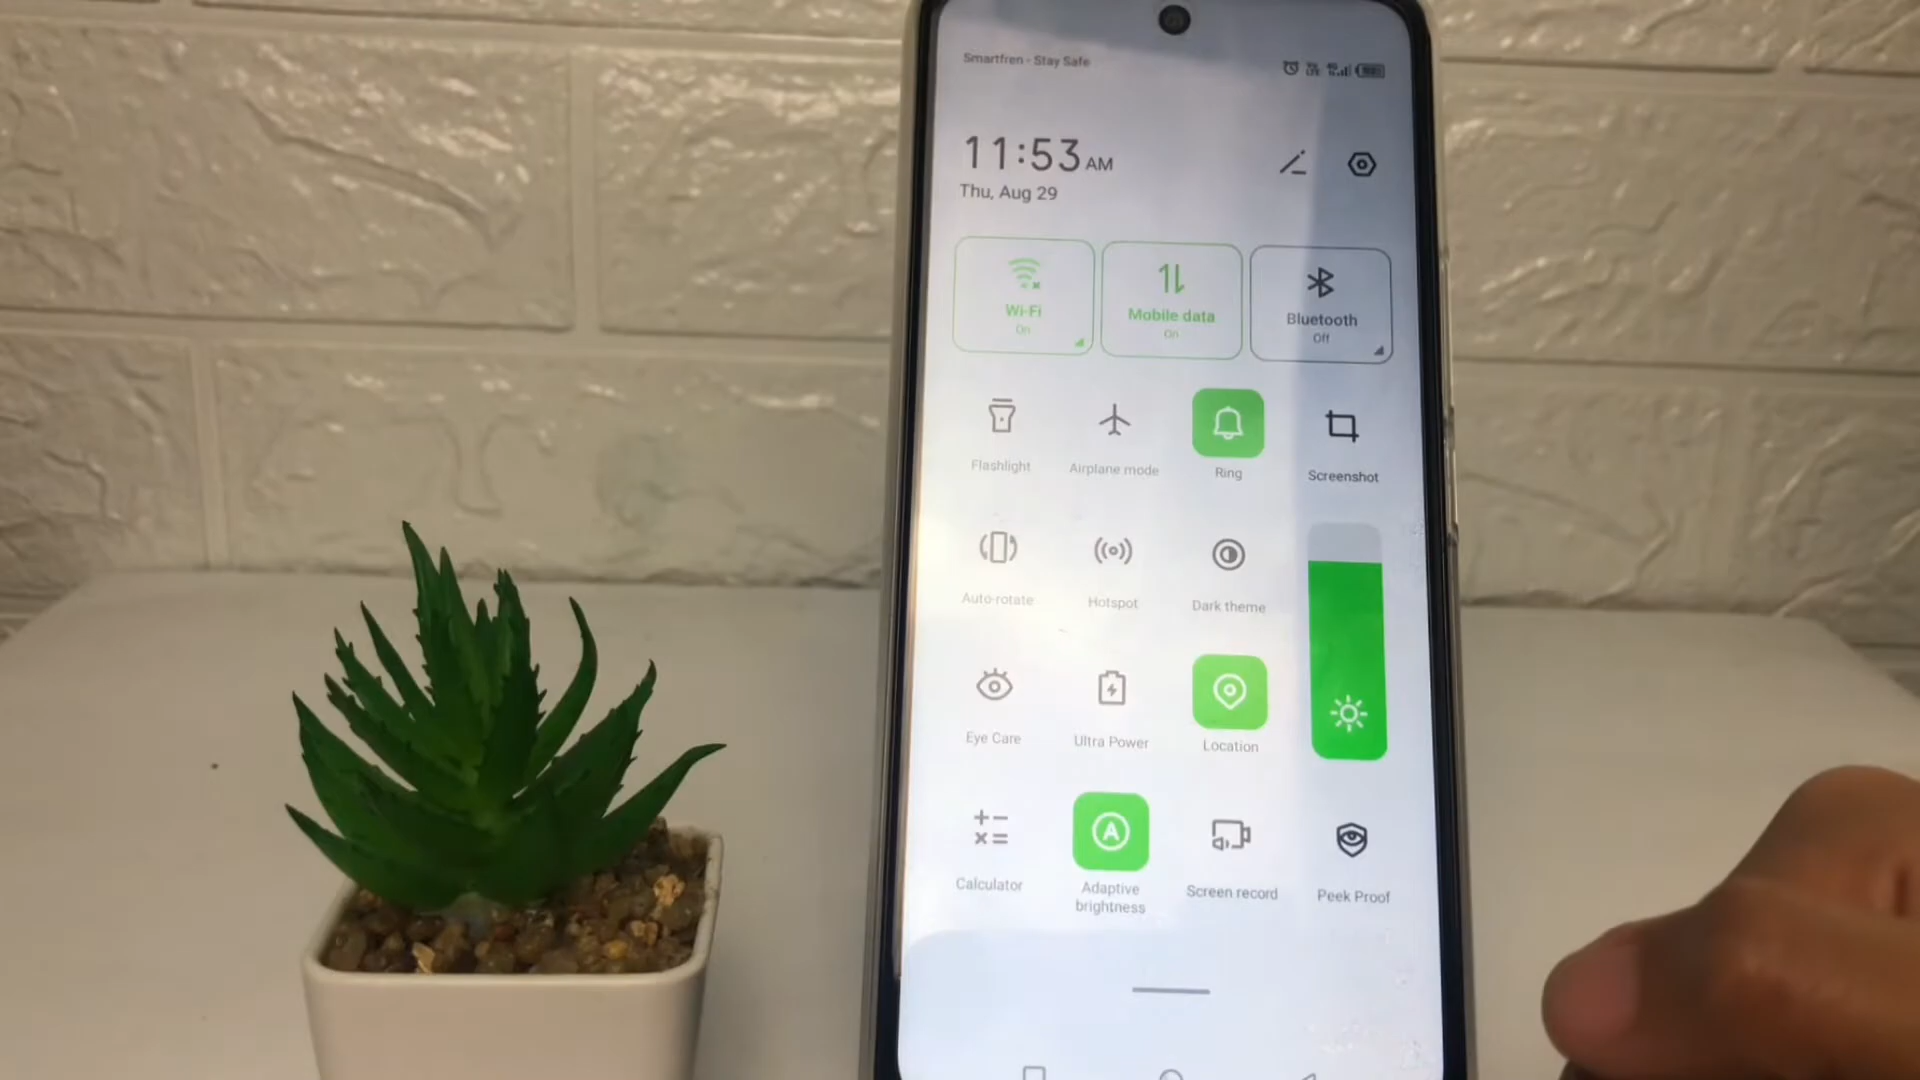 Smartfren - Stay Safe
11:53 AM
Thu, Aug 29
Wi-Fi
On
Mobile data
On
Bluetooth
Off
Flashlight
Airplane mode
Ring
Screenshot
Auto-rotate
Hotspot
Dark theme
Eye Care
Ultra Power
Location
Calculator
A
Adaptive
brightness
Screen record
Peek Proof